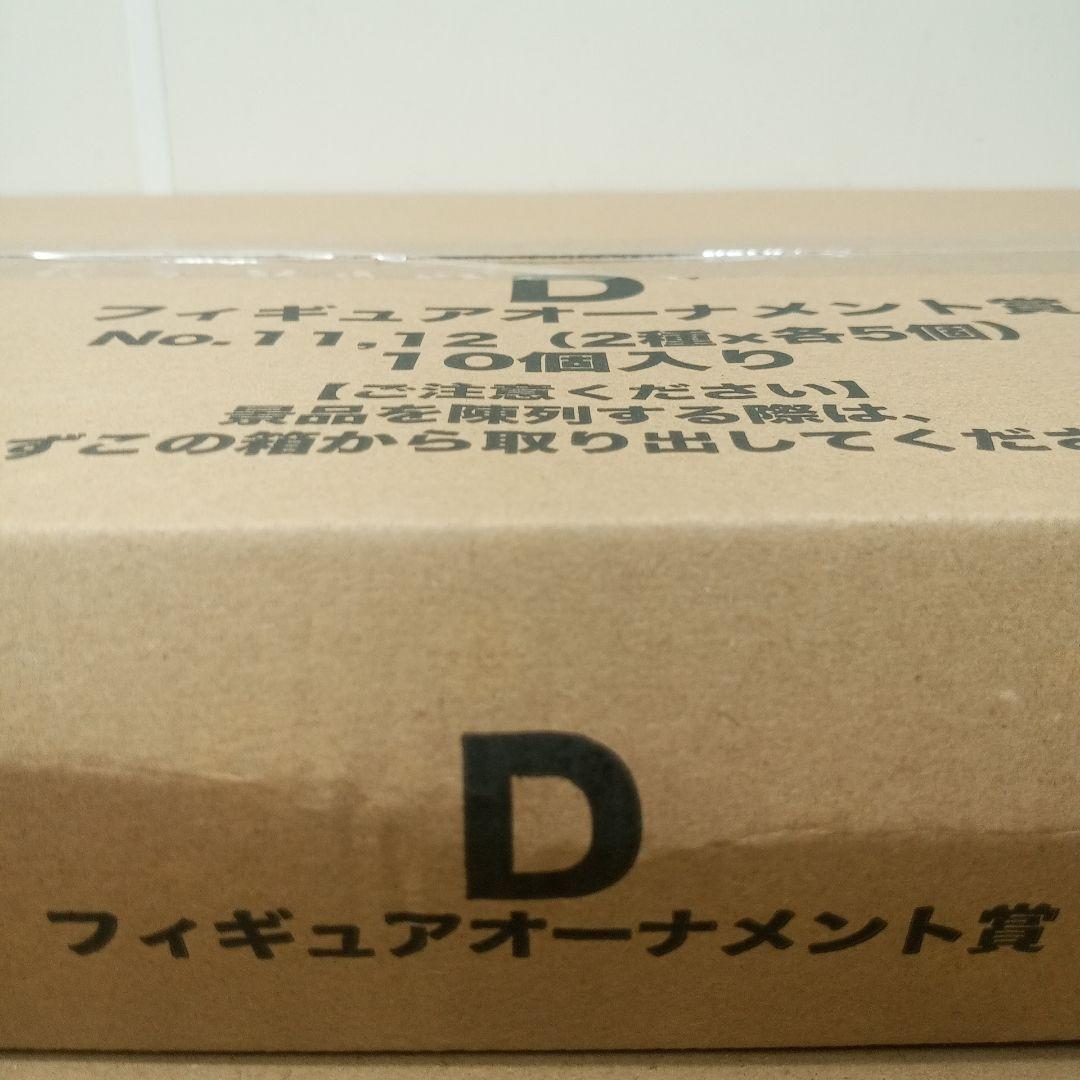 D
フィギュアオーナメント賞
No.11,12 (2種×各5個)
10個入り
【ご注意ください】
景品を陳列する際は、
ずこの箱から取り出してくださ
D
フィギュアオーナメント賞